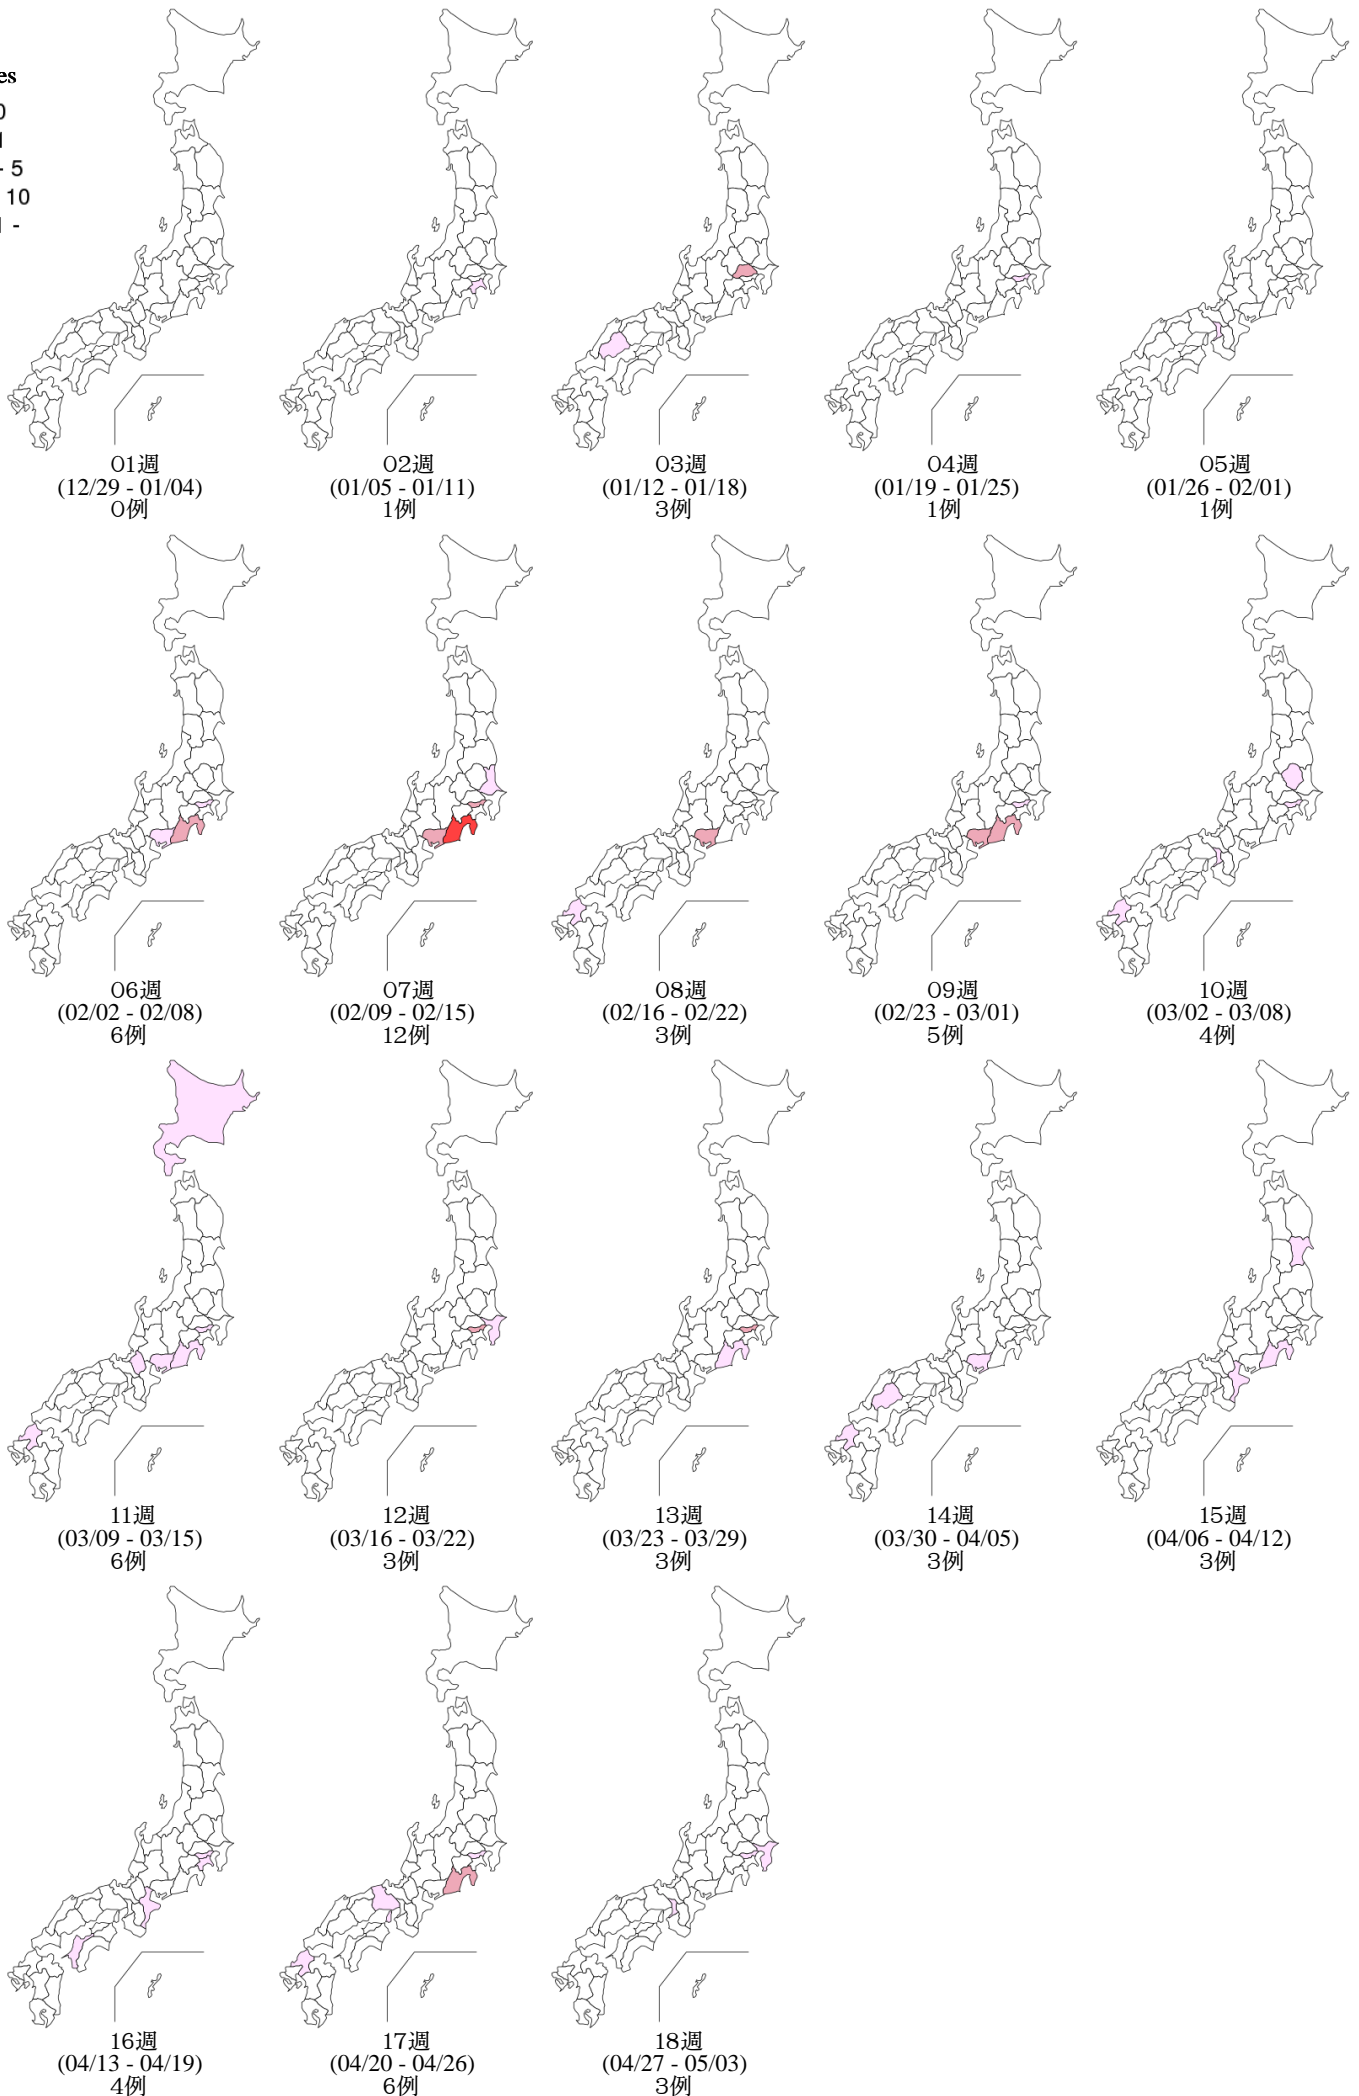 es
0
1
- 5
10
1 -
01週
(12/29 - 01/04)
0例
02週
(01/05 - 01/11)
1例
03週
(01/12 - 01/18)
3例
04週
(01/19 - 01/25)
1例
05週
(01/26 - 02/01)
1例
06週
(02/02 - 02/08)
6例
07週
(02/09 - 02/15)
12例
08週
(02/16 - 02/22)
3例
09週
(02/23 - 03/01)
5例
10週
(03/02 - 03/08)
4例
11週
(03/09 - 03/15)
6例
12週
(03/16 - 03/22)
3例
13週
(03/23 - 03/29)
3例
14週
(03/30 - 04/05)
3例
15週
(04/06 - 04/12)
3例
16週
(04/13 - 04/19)
4例
17週
(04/20 - 04/26)
6例
18週
(04/27 - 05/03)
3例